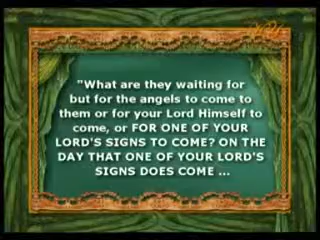 "What are they waiting for
but for the angels to come to
them or for your Lord Himself to
come, or FOR ONE OF YOUR
LORD'S SIGNS TO COME? ON THE
DAY THAT ONE OF YOUR LORD'S
SIGNS DOES COME ...